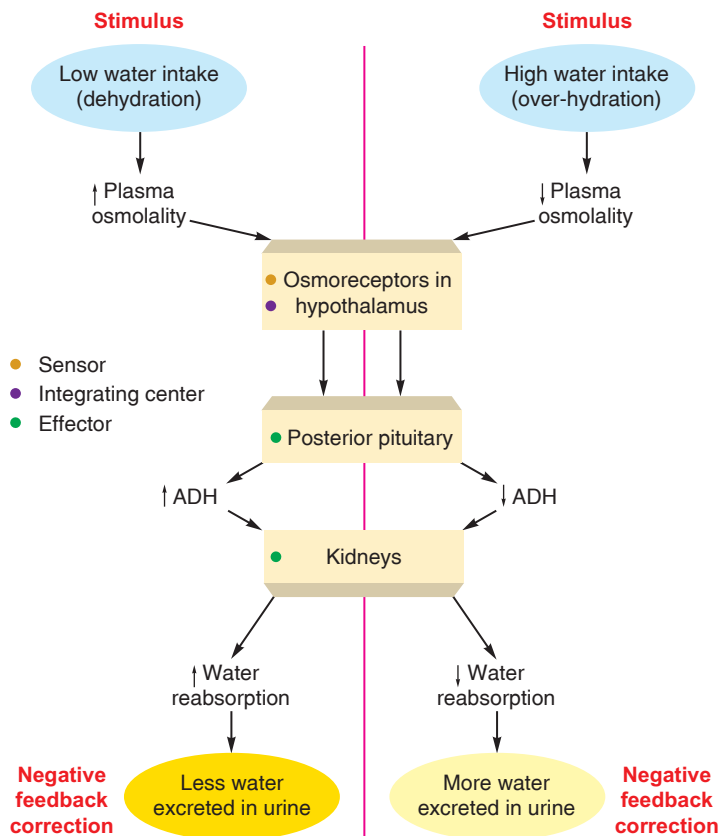 Stimulus
Stimulus
Low water intake
(dehydration)
High water intake
(over-hydration)
↑ Plasma
osmolality
↓ Plasma
osmolality
Osmoreceptors in
hypothalamus
Sensor
Integrating center
Effector
Posterior pituitary
↑ ADH
↓ ADH
Kidneys
↑ Water
reabsorption
↓ Water
reabsorption
Negative
feedback
correction
Less water
excreted in urine
More water
excreted in urine
Negative
feedback
correction